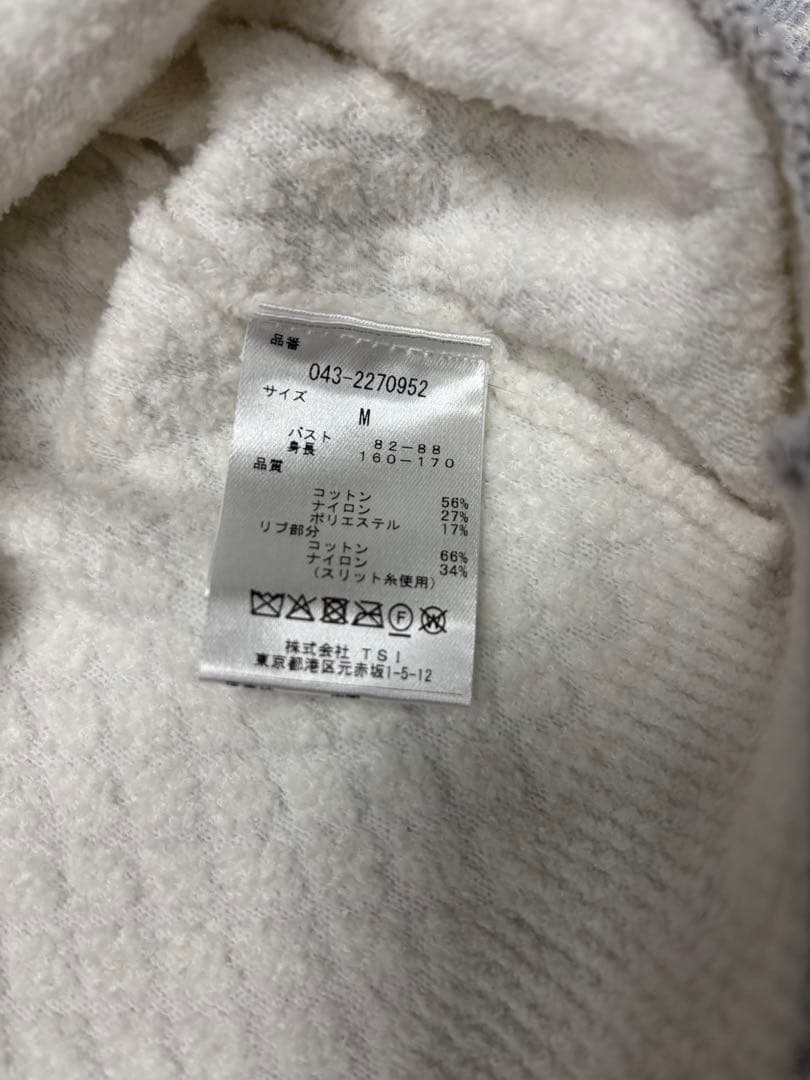 品番
043-2270952
サイズ
M
バスト 82-88
身長 160-170
品質
コットン 56%
ナイロン 27%
ポリエステル 17%
リブ部分
コットン 66%
ナイロン 34%
(スリット糸使用)
F W
株式会社 TSI
東京都港区元赤坂1-5-12